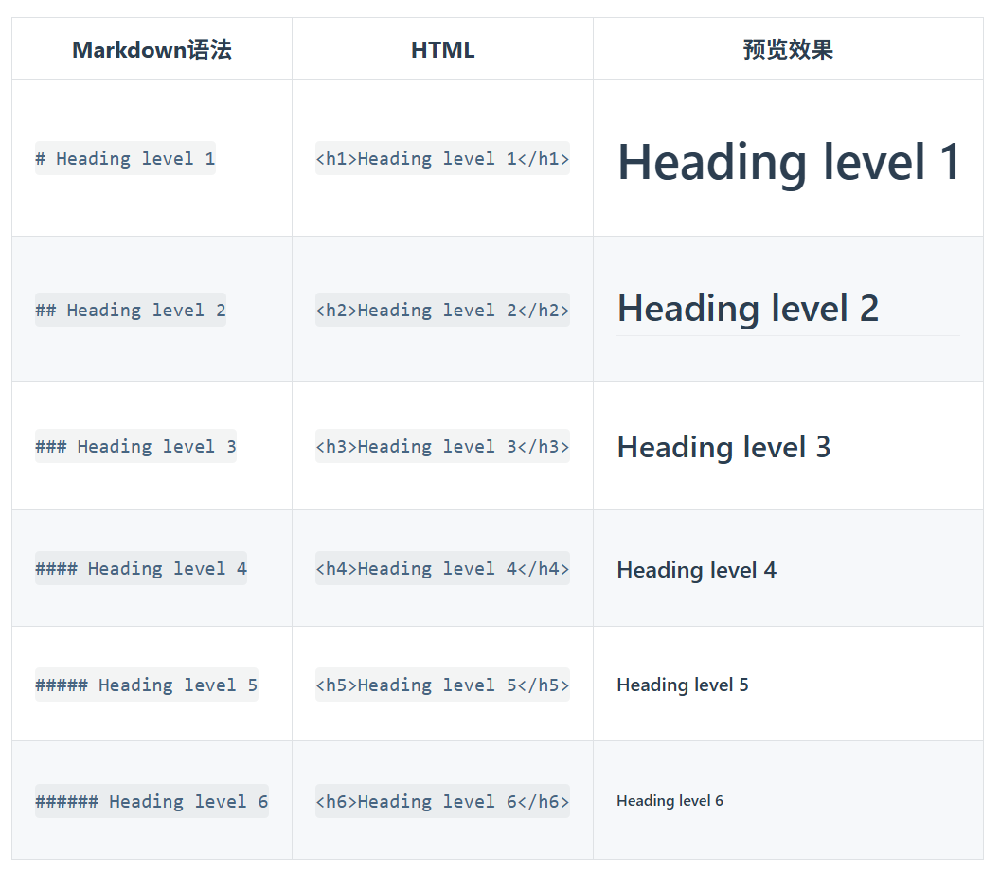 Markdown语法 HTML 预览效果
# Heading level 1 <h1>Heading level 1</h1> Heading level 1
## Heading level 2 <h2>Heading level 2</h2> Heading level 2
### Heading level 3 <h3>Heading level 3</h3> Heading level 3
#### Heading level 4 <h4>Heading level 4</h4> Heading level 4
##### Heading level 5 <h5>Heading level 5</h5> Heading level 5
###### Heading level 6 <h6>Heading level 6</h6> Heading level 6